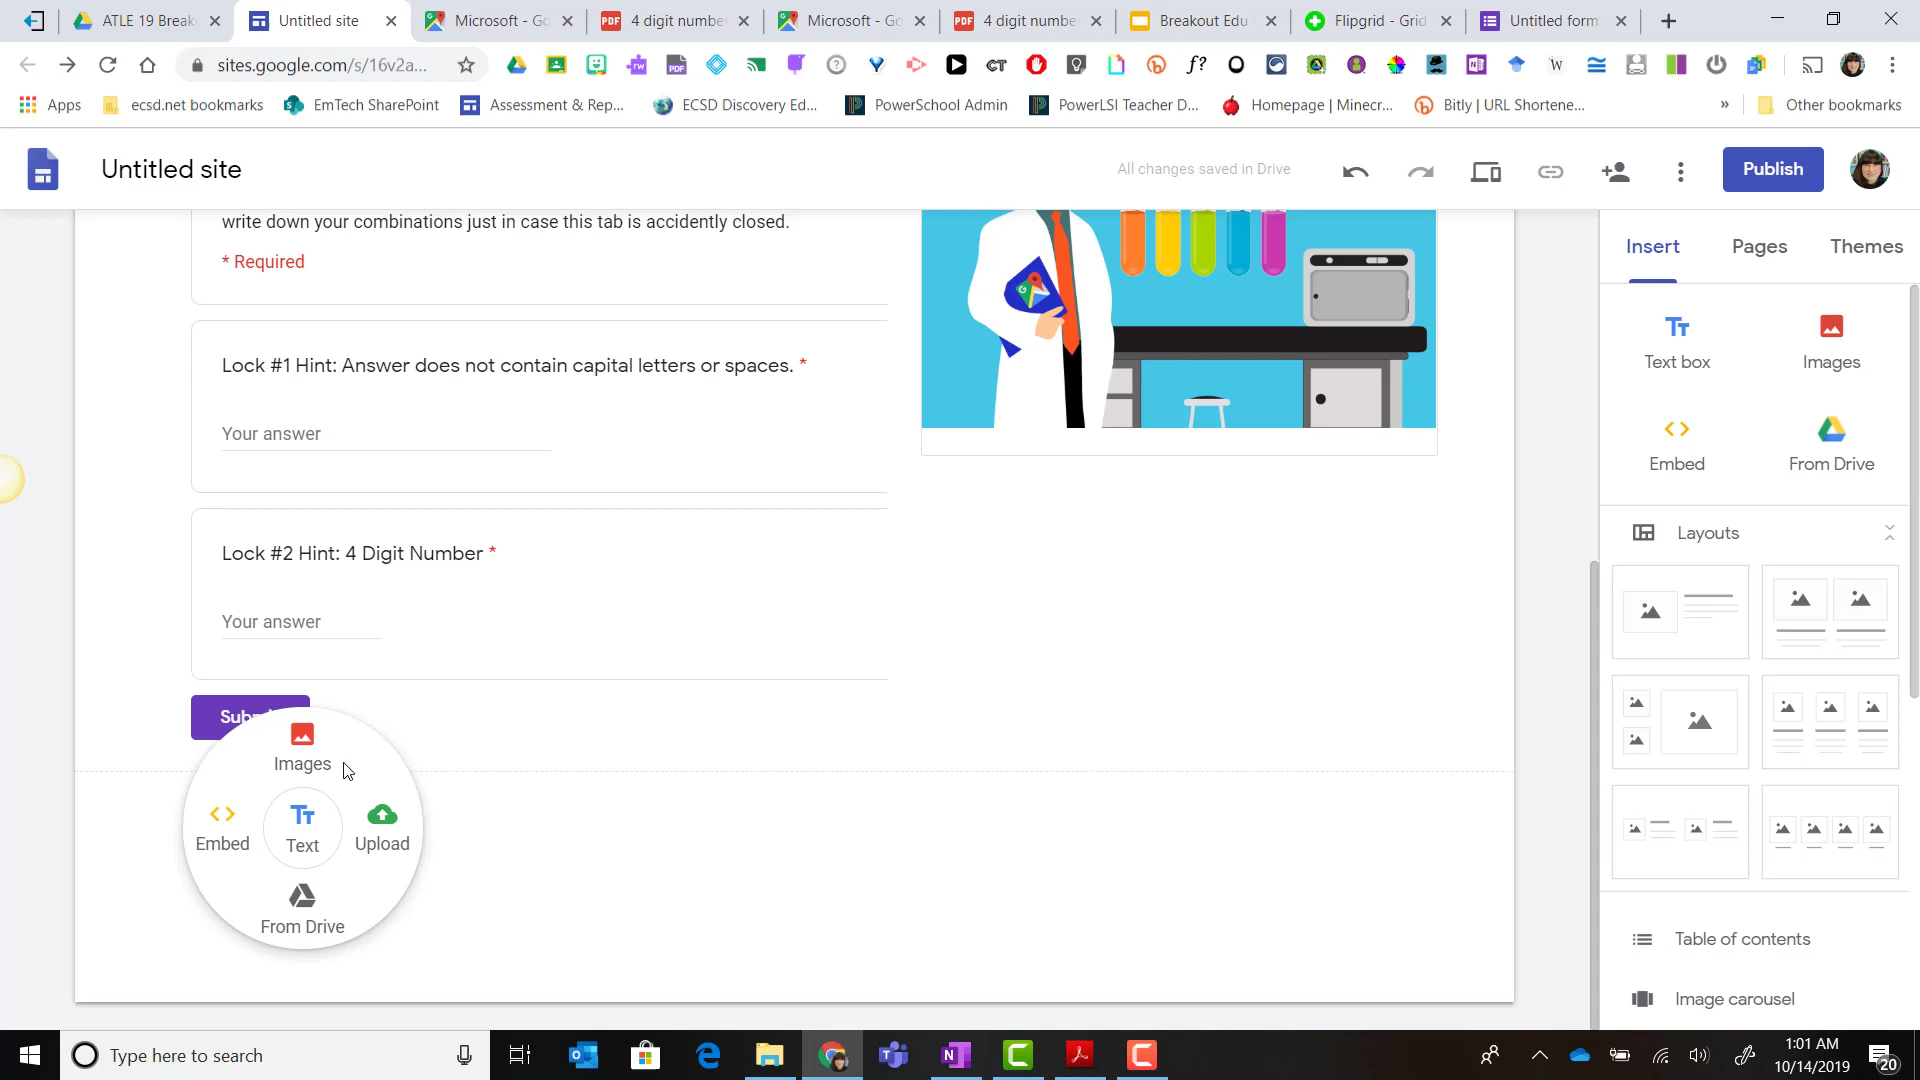 ATLE 19 Breake
Untitled site
Microsoft - Go
4 digit numbe
Microsoft - Go
4 digit numbe
Breakout Edu
Flipgrid - Grid
Untitled form
sites.google.com/s/16v2a...
Apps
ecsd.net bookmarks
EmTech SharePoint
Assessment & Rep...
ECSD Discovery Ed...
PowerSchool Admin
PowerLSI Teacher D...
Homepage | Minecr...
Bitly | URL Shortene...
»
Other bookmarks
Untitled site
All changes saved in Drive
Publish
write down your combinations just in case this tab is accidently closed.
* Required
Lock #1 Hint: Answer does not contain capital letters or spaces. *
Your answer
Lock #2 Hint: 4 Digit Number *
Your answer
Images
Embed
Text
Upload
From Drive
Insert
Pages
Themes
Text box
Images
Embed
From Drive
Layouts
Table of contents
Image carousel
Type here to search
1:01 AM
10/14/2019
20